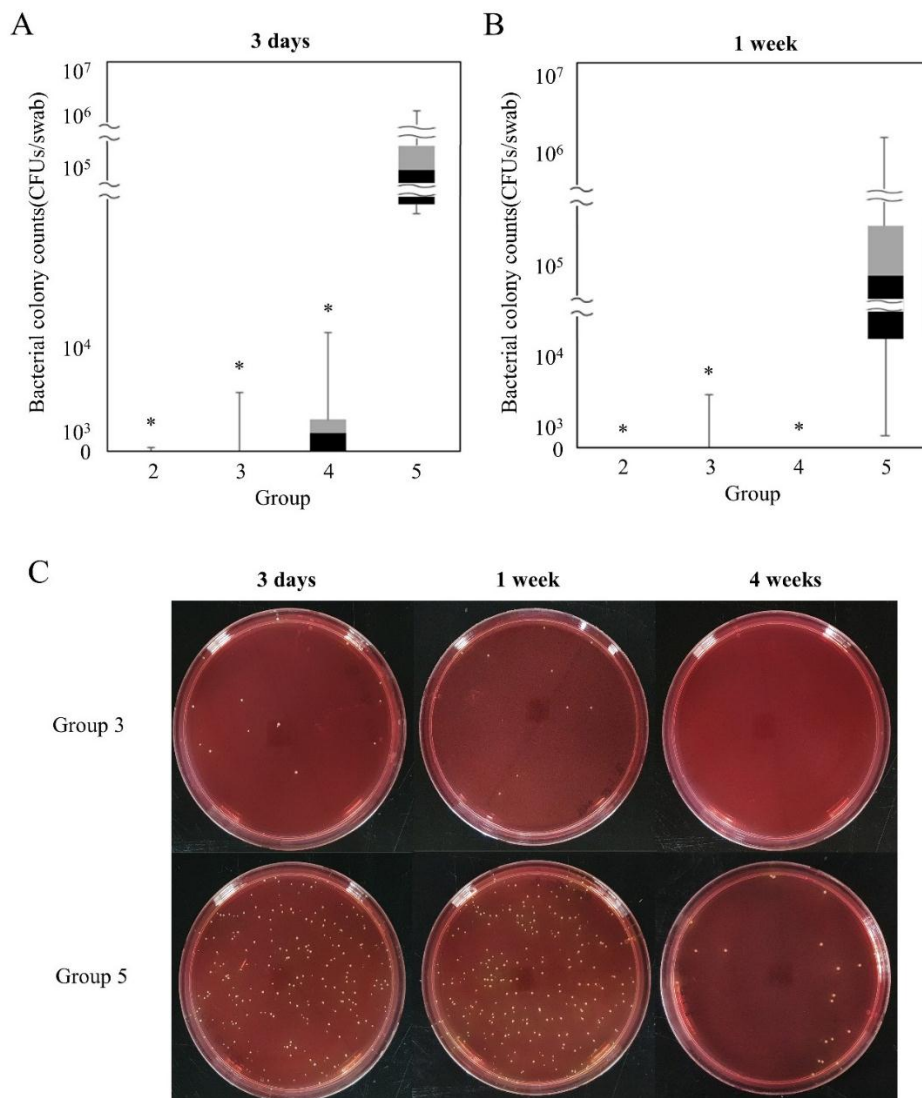 A
3 days
Bacterial colony counts(CFUs/swab)
10⁷
10⁶
10⁵
10⁴
10³
0
*
*
*
2 3 4 5
Group
B
1 week
10⁷
10⁶
10⁵
10⁴
10³
0
Bacterial colony counts(CFUs/swab)
*
*
*
2 3 4 5
Group
C
3 days 1 week 4 weeks
Group 3
Group 5